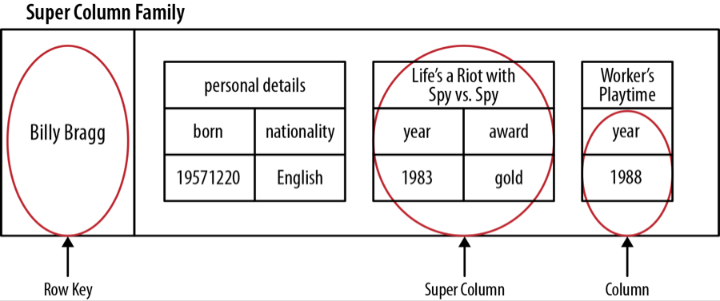 Super Column Family
Billy Bragg
personal details
born nationality
19571220 English
Life's a Riot with
Spy vs. Spy
year award
1983 gold
Worker's
Playtime
year
1988
Row Key
Super Column
Column